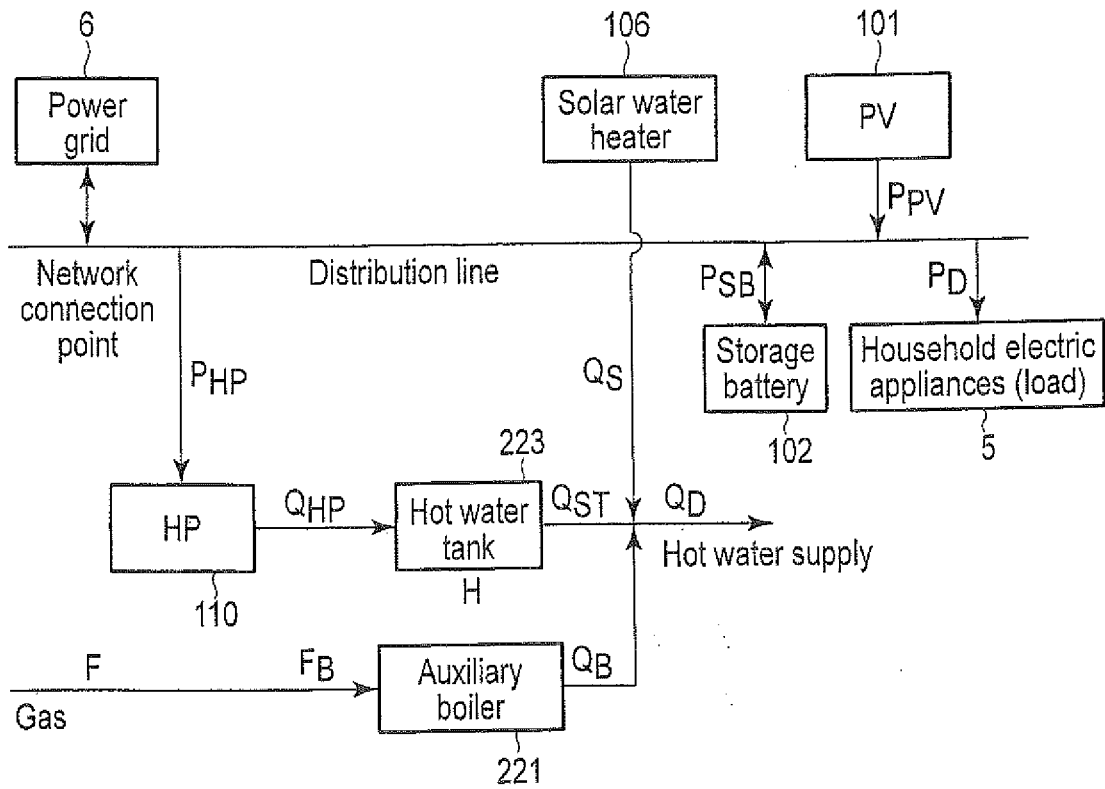 6
106
101
Power
grid
Solar water
heater
PV
PPV
Network
connection
point
Distribution line
PHP
PSB
PD
QS
Storage
battery
Household electric
appliances (load)
102
5
223
HP
QHP
Hot water
tank
QST
QD
Hot water supply
H
110
F
FB
Gas
Auxiliary
boiler
QB
221